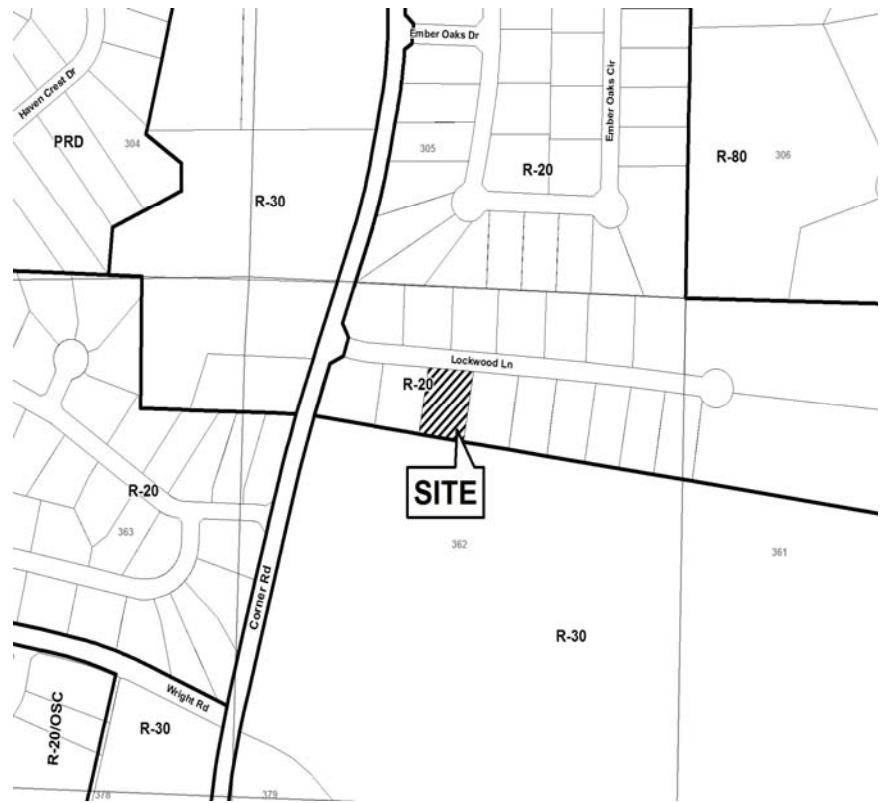 Ember Oaks Dr
Haven Crest Dr
Ember Oaks Cir
PRD
304
305
R-20
R-80
306
R-30
Lockwood Ln
R-20
SITE
R-20
363
362
361
Corner Rd
R-30
Wright Rd
R-20/OSC
R-30
378
379